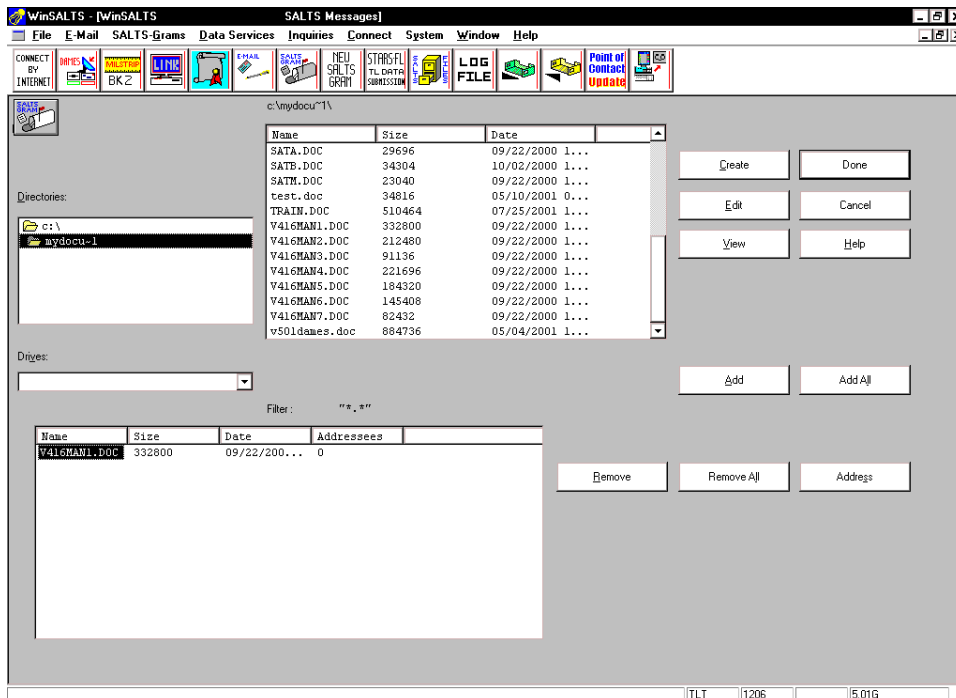 WinSALTS - [WinSALTS SALTS Messages]
File E-Mail SALTS-Grams Data Services Inquiries Connect System Window Help
CONNECT BY INTERNET
DAMES
MILSTRIP BK2
LINK
E-MAIL
SALTS GRAM
NEW SALTS GRAM
STARSFL TL DATA SUBMISSION
LOG FILE
Point of Contact Update
SALTS GRAM
c:\mydocu~1\
Name Size Date
SATA.DOC 29696 09/22/2000 1...
SATB.DOC 34304 10/02/2000 1...
SATM.DOC 23040 09/22/2000 1...
test.doc 34816 05/10/2001 0...
TRAIN.DOC 510464 07/25/2001 1...
V416MAN1.DOC 332800 09/22/2000 1...
V416MAN2.DOC 212480 09/22/2000 1...
V416MAN3.DOC 91136 09/22/2000 1...
V416MAN4.DOC 221696 09/22/2000 1...
V416MAN5.DOC 184320 09/22/2000 1...
V416MAN6.DOC 145408 09/22/2000 1...
V416MAN7.DOC 82432 09/22/2000 1...
v501dames.doc 884736 05/04/2001 1...
Create Done
Edit Cancel
View Help
Directories:
c:\
mydocu~1
Drives:
Add Add All
Filter: "*.*"
Name Size Date Addressees
V416MAN1.DOC 332800 09/22/200... 0
Remove Remove All Address
TLT 1206 5.01G